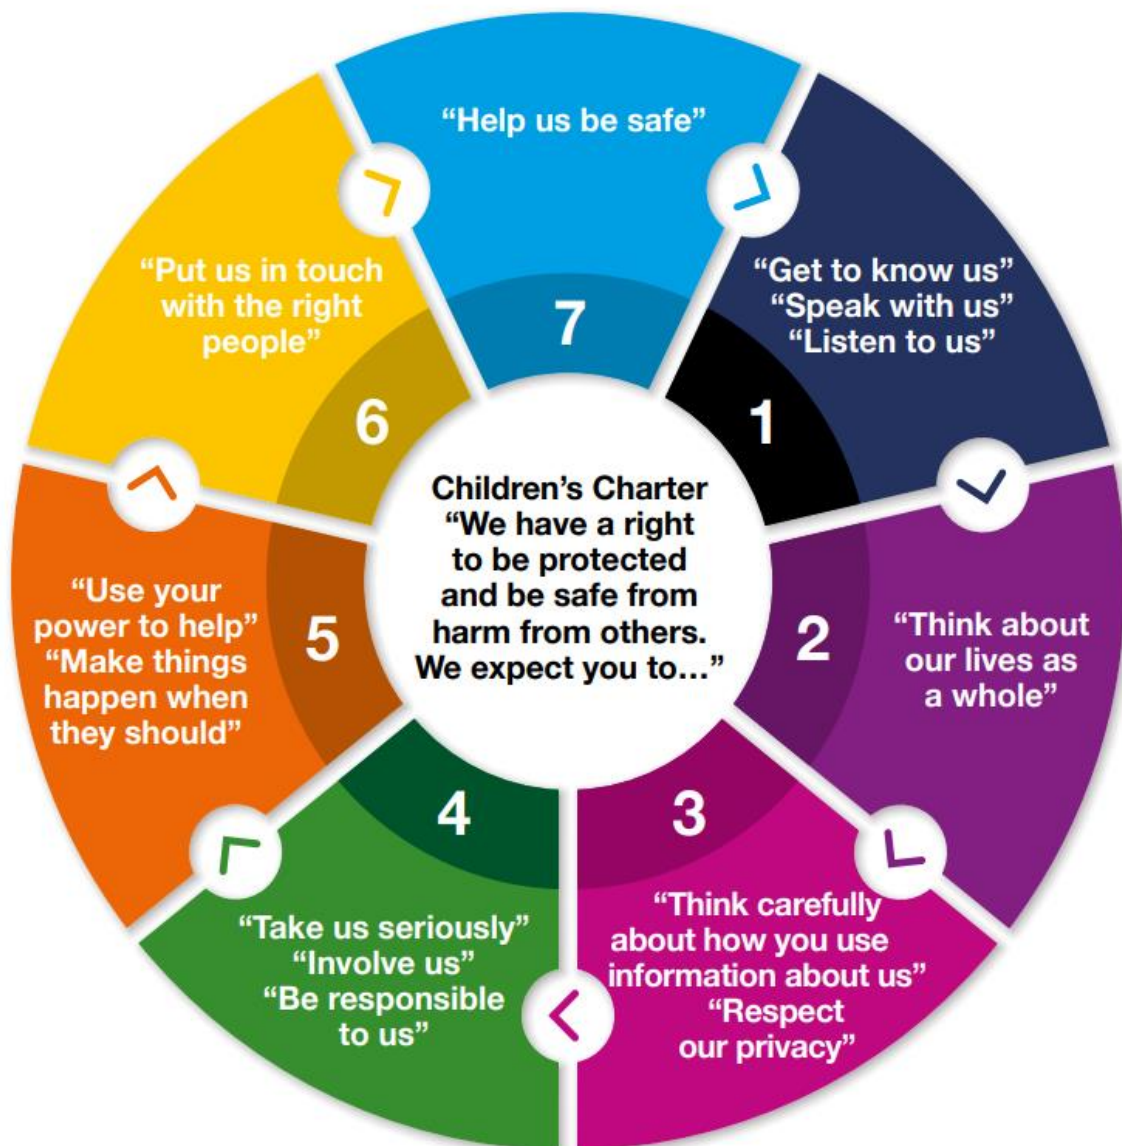 Children’s Charter
“We have a right
to be protected
and be safe from
harm from others.
We expect you to...”
1
“Get to know us”
“Speak with us”
“Listen to us”
2
“Think about
our lives as
a whole”
3
“Think carefully
about how you use
information about us”
“Respect
our privacy”
4
“Take us seriously”
“Involve us”
“Be responsible
to us”
5
“Use your
power to help”
“Make things
happen when
they should”
6
“Put us in touch
with the right
people”
7
“Help us be safe”